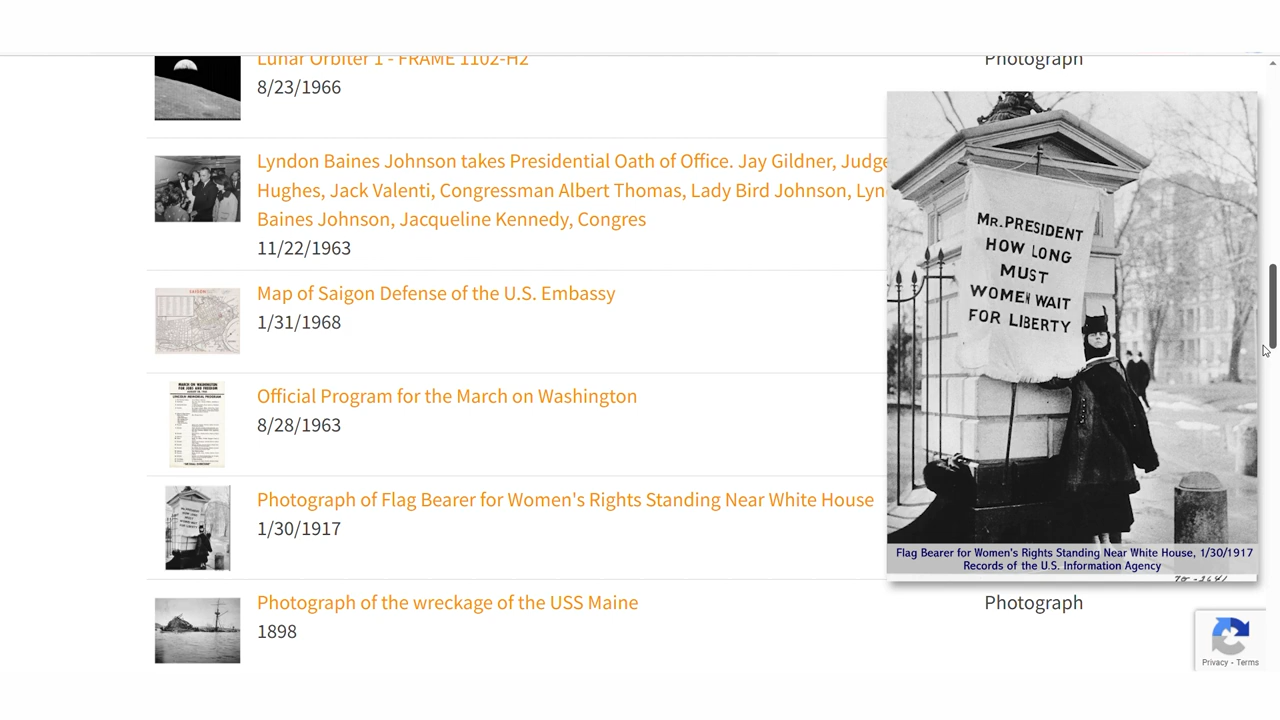 Lunar Orbiter 1 - FRAME 1102-H2
Photograph
8/23/1966
Lyndon Baines Johnson takes Presidential Oath of Office. Jay Gildner, Judge
Hughes, Jack Valenti, Congressman Albert Thomas, Lady Bird Johnson, Lyn
Baines Johnson, Jacqueline Kennedy, Congres
11/22/1963
Map of Saigon Defense of the U.S. Embassy
1/31/1968
Official Program for the March on Washington
8/28/1963
Photograph of Flag Bearer for Women's Rights Standing Near White House
1/30/1917
Photograph of the wreckage of the USS Maine
Photograph
1898
MR. PRESIDENT
HOW LONG
MUST
WOMEN WAIT
FOR LIBERTY
Flag Bearer for Women's Rights Standing Near White House, 1/30/1917
Records of the U.S. Information Agency
Privacy - Terms